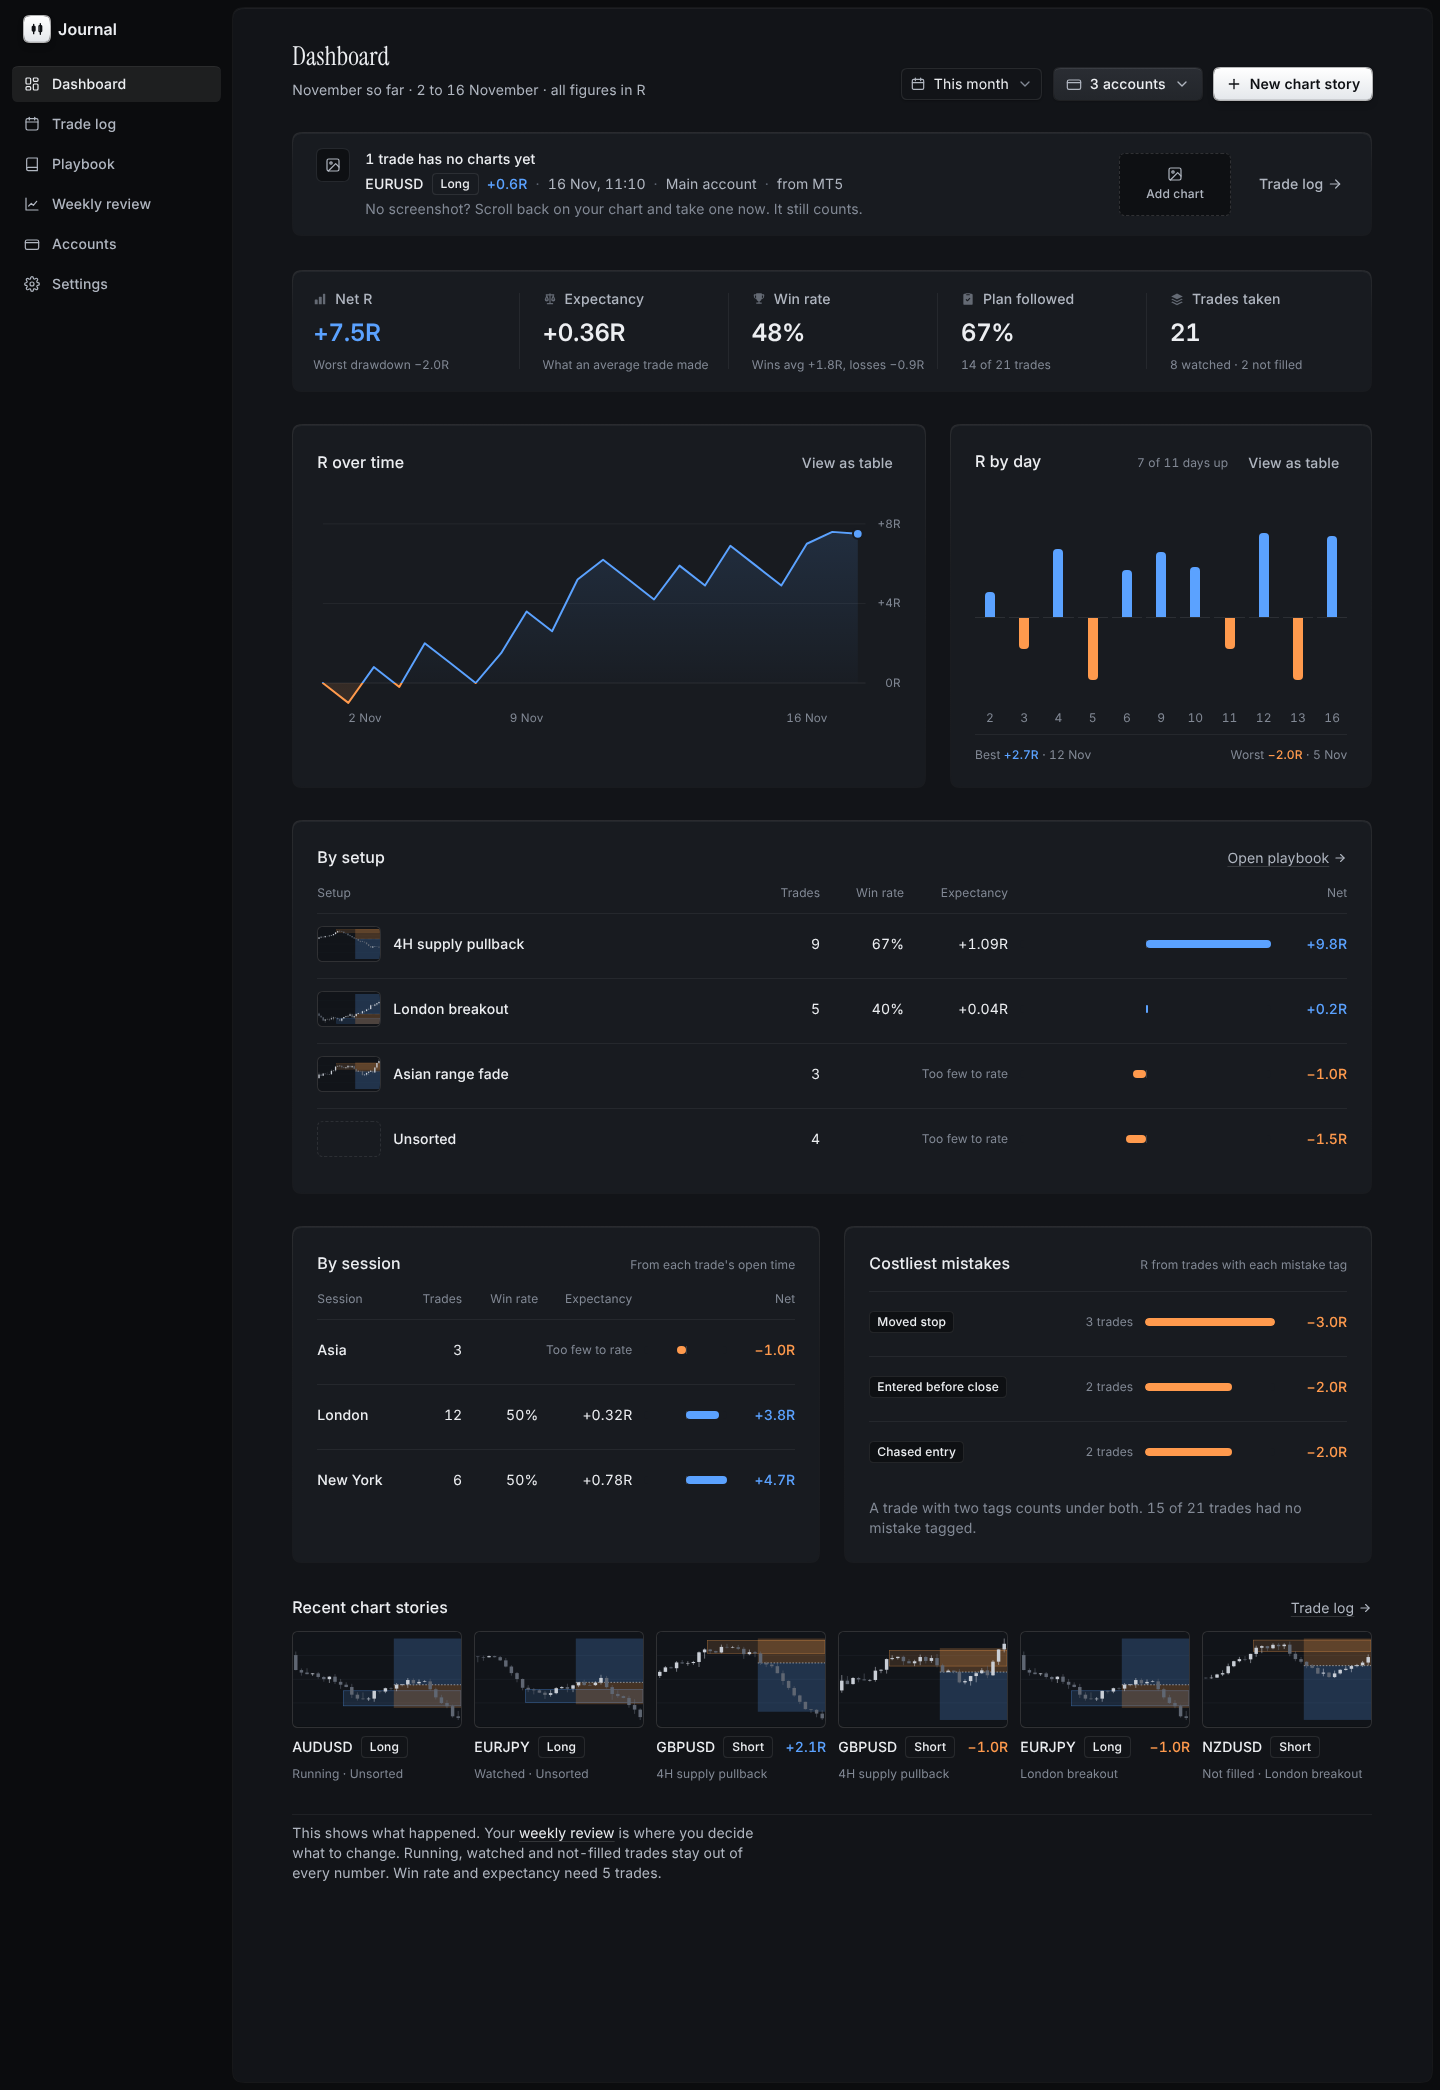 Journal
Dashboard
Trade log
Playbook
Weekly review
Accounts
Settings
Dashboard
November so far · 2 to 16 November · all figures in R
This month
3 accounts
New chart story
1 trade has no charts yet
EURUSD Long +0.6R · 16 Nov, 11:10 · Main account · from MT5
No screenshot? Scroll back on your chart and take one now. It still counts.
Add chart
Trade log →
Net R
+7.5R
Worst drawdown −2.0R
Expectancy
+0.36R
What an average trade made
Win rate
48%
Wins avg +1.8R, losses −0.9R
Plan followed
67%
14 of 21 trades
Trades taken
21
8 watched · 2 not filled
R over time
View as table
+8R
+4R
0R
2 Nov 9 Nov 16 Nov
R by day
7 of 11 days up
View as table
2 3 4 5 6 9 10 11 12 13 16
Best +2.7R · 12 Nov
Worst −2.0R · 5 Nov
By setup
Open playbook →
Setup Trades Win rate Expectancy Net
4H supply pullback 9 67% +1.09R +9.8R
London breakout 5 40% +0.04R +0.2R
Asian range fade 3 Too few to rate −1.0R
Unsorted 4 Too few to rate −1.5R
By session
From each trade's open time
Session Trades Win rate Expectancy Net
Asia 3 Too few to rate −1.0R
London 12 50% +0.32R +3.8R
New York 6 50% +0.78R +4.7R
Costliest mistakes
R from trades with each mistake tag
Moved stop 3 trades −3.0R
Entered before close 2 trades −2.0R
Chased entry 2 trades −2.0R
A trade with two tags counts under both. 15 of 21 trades had no
mistake tagged.
Recent chart stories
Trade log →
AUDUSD Long
Running · Unsorted
EURJPY Long
Watched · Unsorted
GBPUSD Short +2.1R
4H supply pullback
GBPUSD Short −1.0R
4H supply pullback
EURJPY Long −1.0R
London breakout
NZDUSD Short
Not filled · London breakout
This shows what happened. Your weekly review is where you decide
what to change. Running, watched and not-filled trades stay out of
every number. Win rate and expectancy need 5 trades.